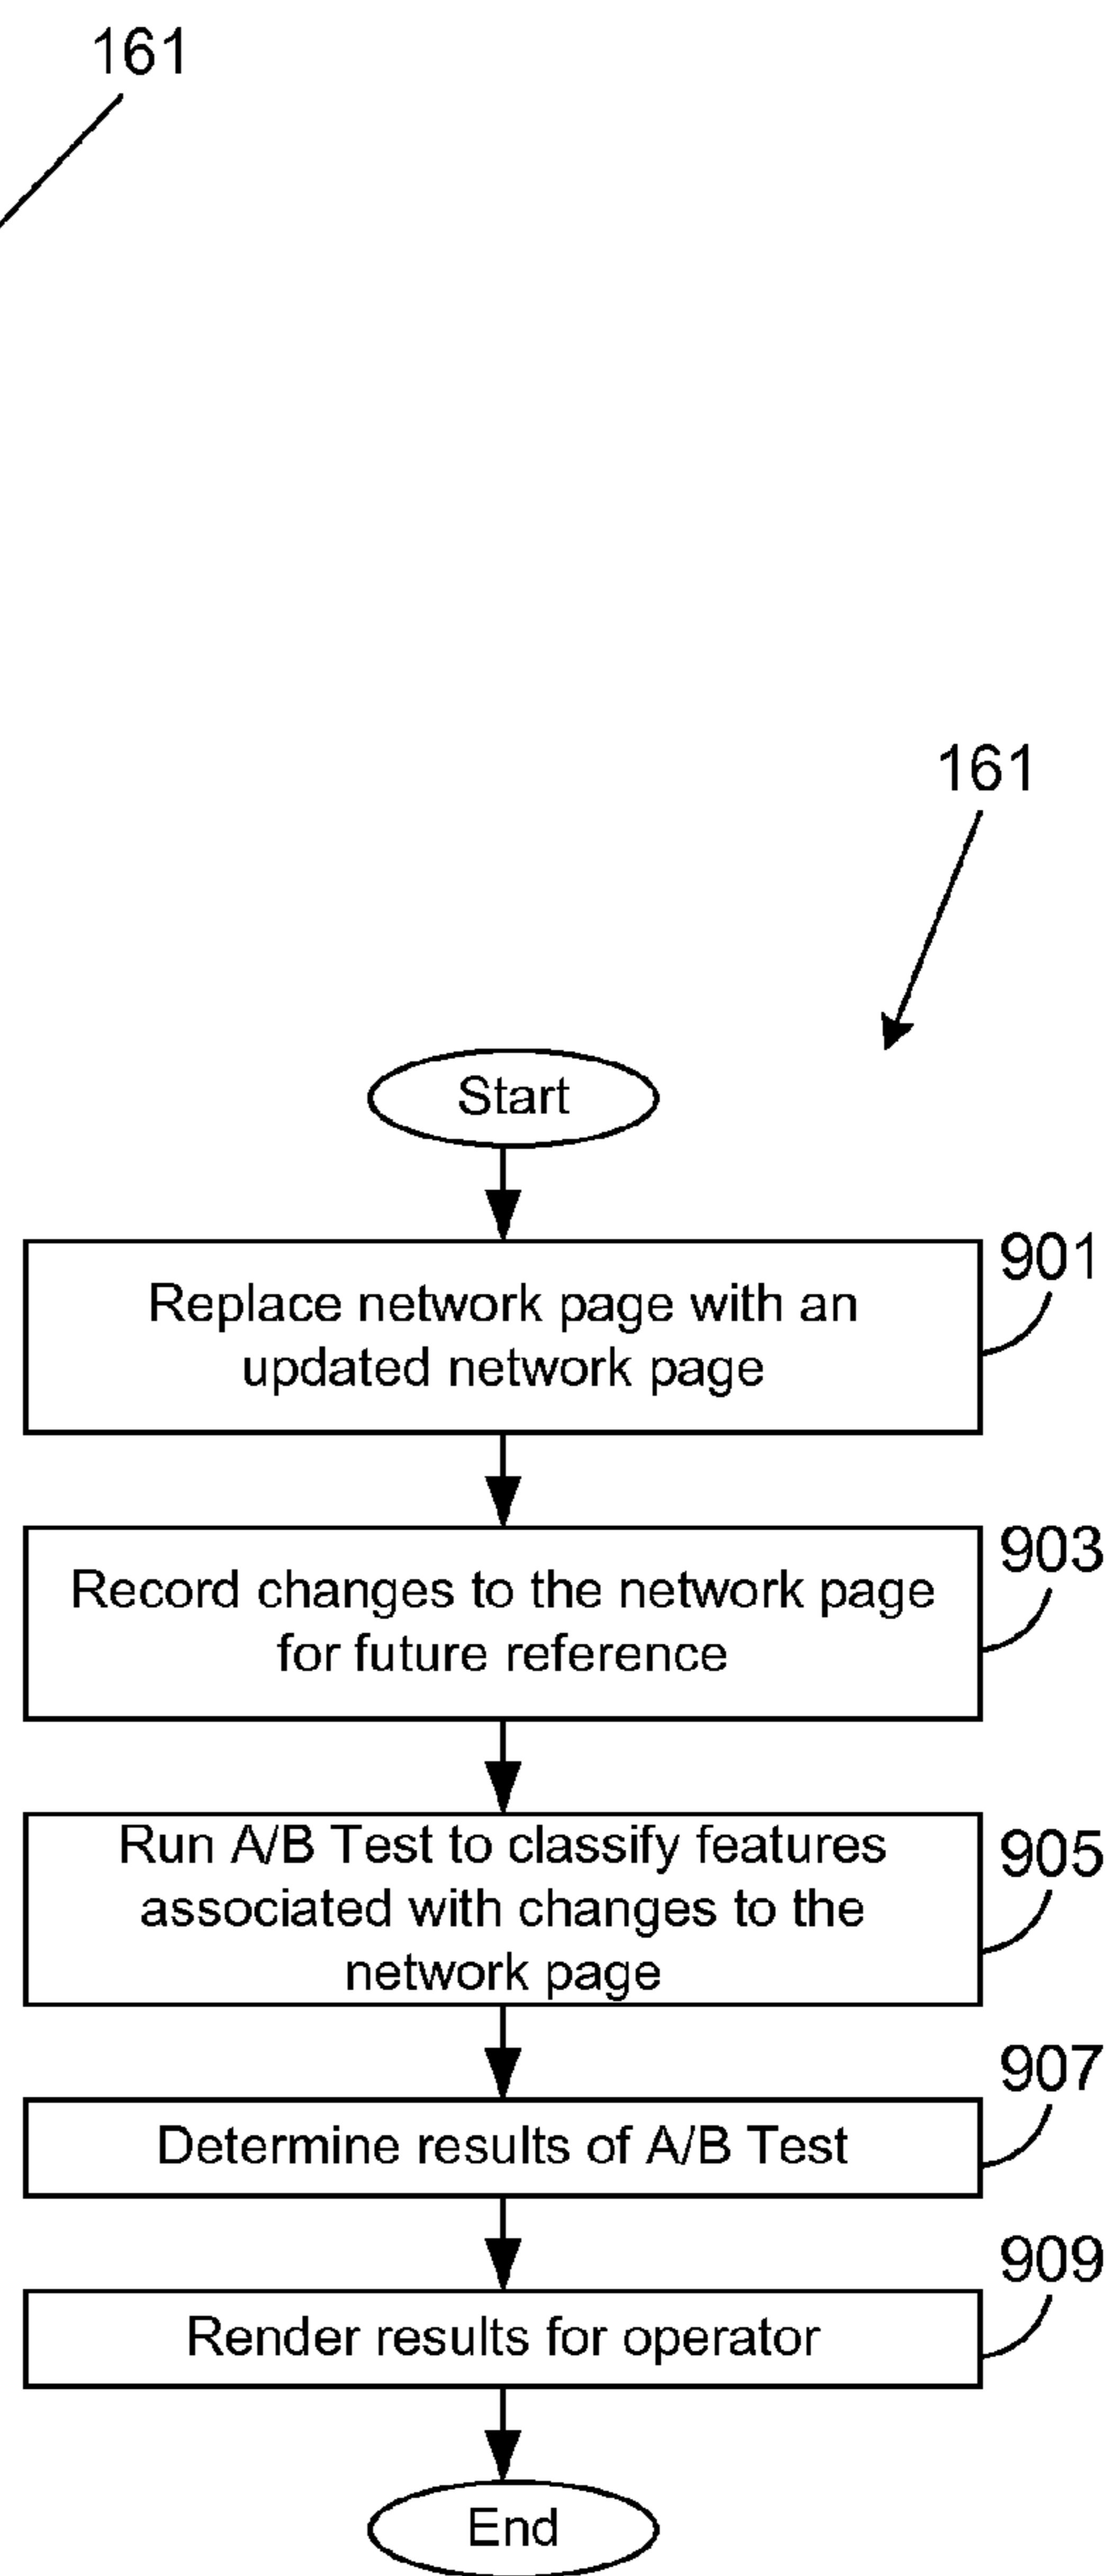 161
161
Start
901
Replace network page with an
updated network page
903
Record changes to the network page
for future reference
905
Run A/B Test to classify features
associated with changes to the
network page
907
Determine results of A/B Test
909
Render results for operator
End